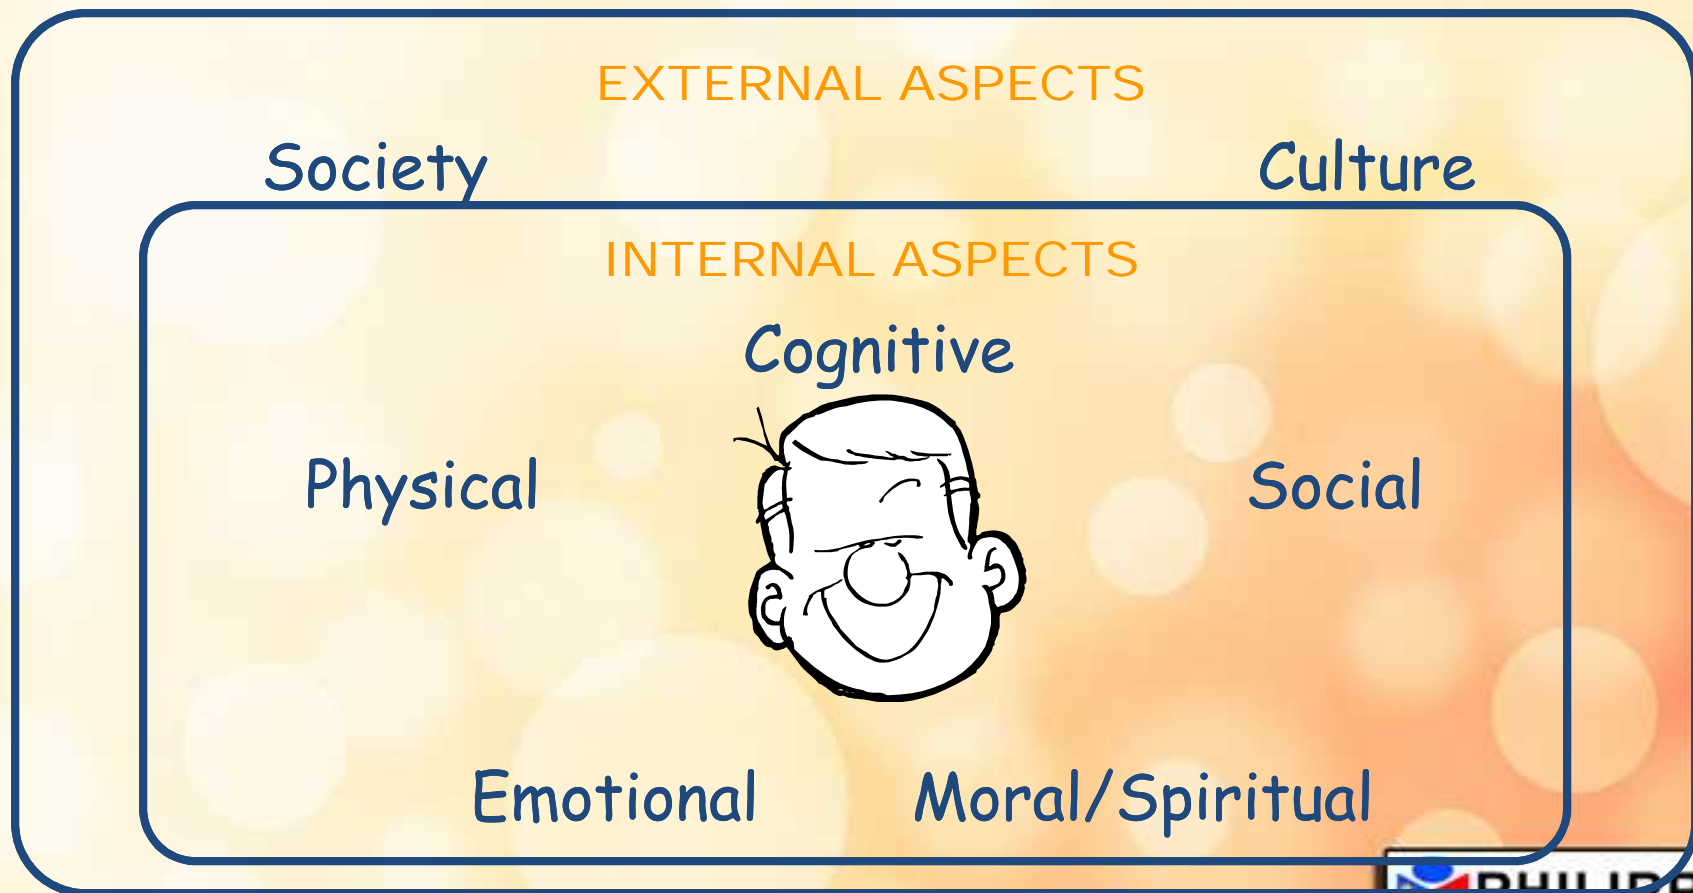 EXTERNAL ASPECTS
Society Culture
INTERNAL ASPECTS
Cognitive
Physical Social
Emotional Moral/Spiritual